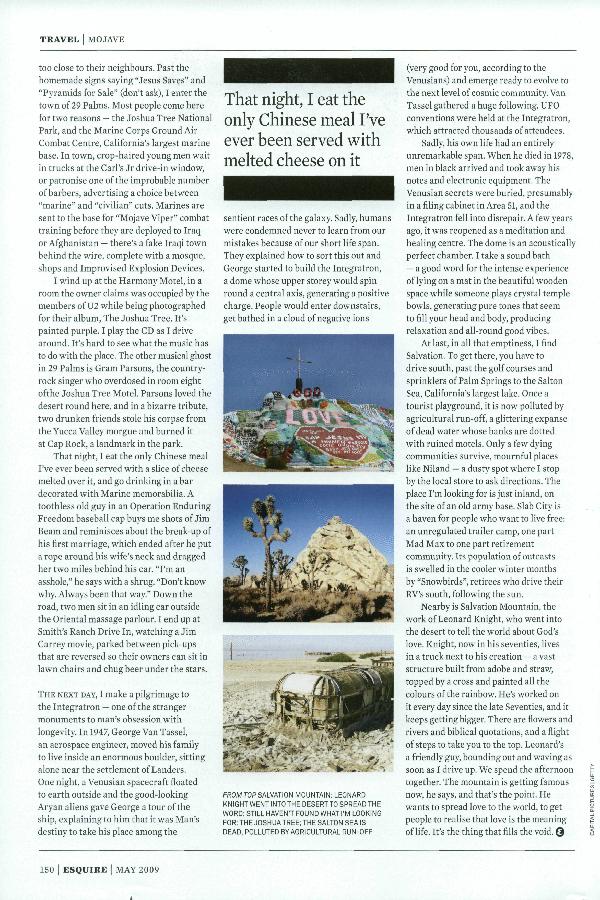 TRAVEL | MOJAVE
too close to their neighbours. Past the
homemade signs saying "Jesus Saves" and
"Pyramids for Sale" (don't ask), I enter the
town of 29 Palms. Most people come here
for two reasons — the Joshua Tree National
Park, and the Marine Corps Ground Air
Combat Centre, California's largest marine
base. In town, crop-haired young men wait
in trucks at the Carl's Jr drive-in window,
or patronise one of the improbable number
of barbers, advertising a choice between
"marine" and "civilian" cuts. Marines are
sent to the base for "Mojave Viper" combat
training before they are deployed to Iraq
or Afghanistan — there's a fake Iraqi town
behind the wire, complete with a mosque,
shops and Improvised Explosion Devices.
I wind up at the Harmony Motel, in a
room the owner claims was occupied by the
members of U2 while being photographed
for their album, The Joshua Tree. It's
painted purple. I play the CD as I drive
around. It's hard to see what the music has
to do with the place. The other musical ghost
in 29 Palms is Gram Parsons, the country-
rock singer who overdosed in room eight
ofthe Joshua Tree Motel. Parsons loved the
desert round here, and in a bizarre tribute,
two drunken friends stole his corpse from
the Yucca Valley morgue and burned it
at Cap Rock, a landmark in the park.
That night, I eat the only Chinese meal
I've ever been served with a slice of cheese
melted over it, and go drinking in a bar
decorated with Marine memorabilia. A
toothless old guy in an Operation Enduring
Freedom baseball cap buys me shots of Jim
Beam and reminisces about the break-up of
his first marriage, which ended after he put
a rope around his wife's neck and dragged
her two miles behind his car. "I'm an
asshole," he says with a shrug. "Don't know
why. Always been that way." Down the
road, two men sit in an idling car outside
the Oriental massage parlour. I end up at
Smith's Ranch Drive In, watching a Jim
Carrey movie, parked between pick-ups
that are reversed so their owners can sit in
lawn chairs and chug beer under the stars.
THE NEXT DAY, I make a pilgrimage to
the Integratron — one of the stranger
monuments to man's obsession with
longevity. In 1947, George Van Tassel,
an aerospace engineer, moved his family
to live inside an enormous boulder, sitting
alone near the settlement of Landers.
One night, a Venusian spacecraft floated
to earth outside and the good-looking
Aryan aliens gave George a tour of the
ship, explaining to him that it was Man's
destiny to take his place among the
That night, I eat the
only Chinese meal I've
ever been served with
melted cheese on it
sentient races of the galaxy. Sadly, humans
were condemned never to learn from our
mistakes because of our short life span.
They explained how to sort this out and
George started to build the Integratron,
a dome whose upper storey would spin
round a central axis, generating a positive
charge. People would enter downstairs,
get bathed in a cloud of negative ions
LOVE
FROM TOP SALVATION MOUNTAIN: LEONARD
KNIGHT WENT INTO THE DESERT TO SPREAD THE
WORD; STILL HAVEN'T FOUND WHAT I'M LOOKING
FOR: THE JOSHUA TREE; THE SALTON SEA IS
DEAD, POLLUTED BY AGRICULTURAL RUN-OFF
(very good for you, according to the
Venusians) and emerge ready to evolve to
the next level of cosmic community. Van
Tassel gathered a huge following. UFO
conventions were held at the Integratron,
which attracted thousands of attendees.
Sadly, his own life had an entirely
unremarkable span. When he died in 1978,
men in black arrived and took away his
notes and electronic equipment. The
Venusian secrets were buried, presumably
in a filing cabinet in Area 51, and the
Integratron fell into disrepair. A few years
ago, it was reopened as a meditation and
healing centre. The dome is an acoustically
perfect chamber. I take a sound bath
— a good word for the intense experience
of lying on a mat in the beautiful wooden
space while someone plays crystal temple
bowls, generating pure tones that seem
to fill your head and body, producing
relaxation and all-round good vibes.
At last, in all that emptiness, I find
Salvation. To get there, you have to
drive south, past the golf courses and
sprinklers of Palm Springs to the Salton
Sea, California's largest lake. Once a
tourist playground, it is now polluted by
agricultural run-off, a glittering expanse
of dead water whose banks are dotted
with ruined motels. Only a few dying
communities survive, mournful places
like Niland — a dusty spot where I stop
by the local store to ask directions. The
place I'm looking for is just inland, on
the site of an old army base. Slab City is
a haven for people who want to live free:
an unregulated trailer camp, one part
Mad Max to one part retirement
community. Its population of outcasts
is swelled in the cooler winter months
by "Snowbirds", retirees who drive their
RV's south, following the sun.
Nearby is Salvation Mountain, the
work of Leonard Knight, who went into
the desert to tell the world about God's
love. Knight, now in his seventies, lives
in a truck next to his creation — a vast
structure built from adobe and straw,
topped by a cross and painted all the
colours of the rainbow. He's worked on
it every day since the late Seventies, and it
keeps getting bigger. There are flowers and
rivers and biblical quotations, and a flight
of steps to take you to the top. Leonard's
a friendly guy, bounding out and waving as
soon as I drive up. We spend the afternoon
together. The mountain is getting famous
now, he says, and that's the point. He
wants to spread love to the world, to get
people to realise that love is the meaning
of life. It's the thing that fills the void. E
CAPITAL PICTURES | GETTY
150 | ESQUIRE | MAY 2009